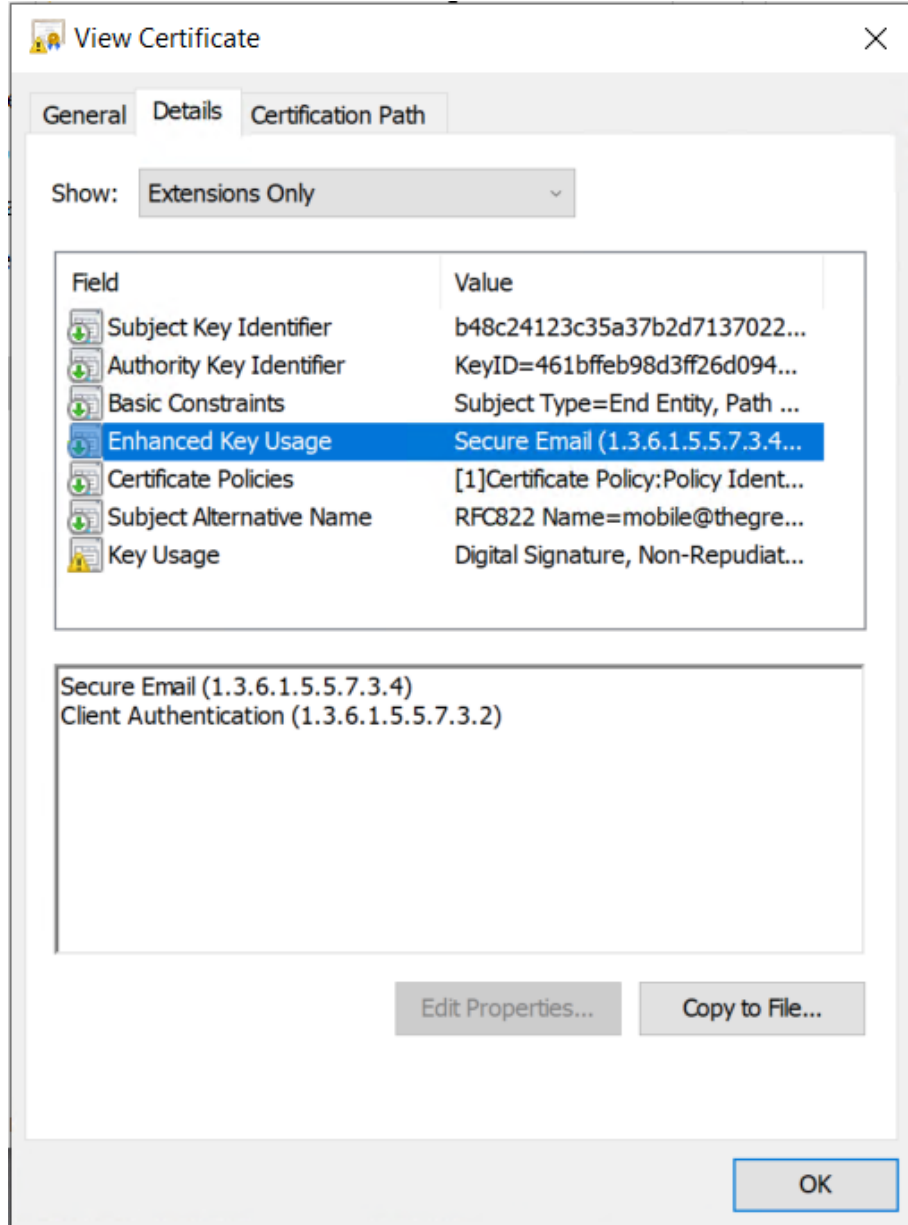 View Certificate
General Details Certification Path
Show: Extensions Only
Field Value
Subject Key Identifier b48c24123c35a37b2d7137022...
Authority Key Identifier KeyID=461bffeb98d3ff26d094...
Basic Constraints Subject Type=End Entity, Path ...
Enhanced Key Usage Secure Email (1.3.6.1.5.5.7.3.4...
Certificate Policies [1]Certificate Policy:Policy Ident...
Subject Alternative Name RFC822 Name=mobile@thegre...
Key Usage Digital Signature, Non-Repudiat...
Secure Email (1.3.6.1.5.5.7.3.4)
Client Authentication (1.3.6.1.5.5.7.3.2)
Edit Properties... Copy to File...
OK